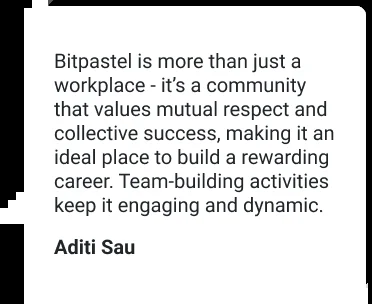 Bitpastel is more than just a
workplace - it’s a community
that values mutual respect and
collective success, making it an
ideal place to build a rewarding
career. Team-building activities
keep it engaging and dynamic.
Aditi Sau